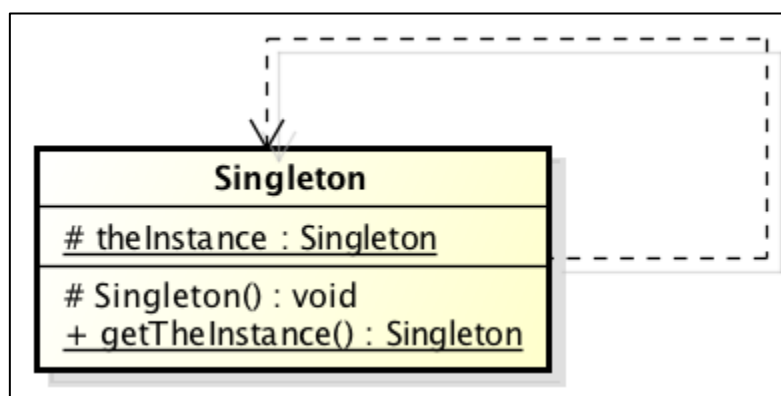 Singleton
# theInstance : Singleton
# Singleton() : void
+ getTheInstance() : Singleton